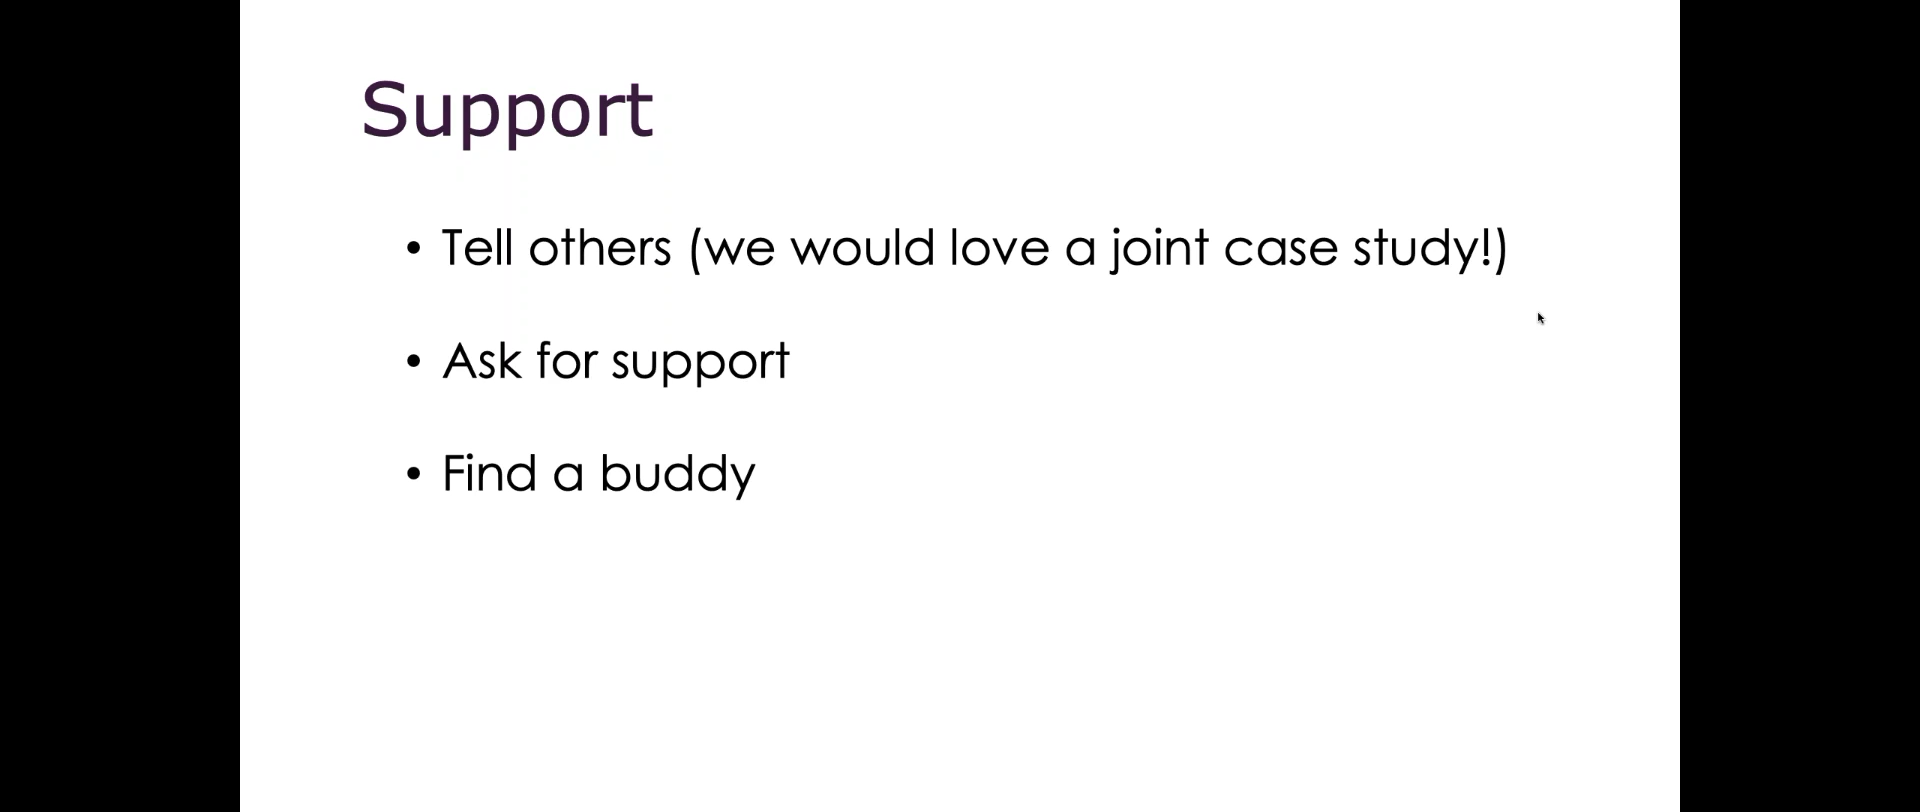 Support
• Tell others (we would love a joint case study!)
• Ask for support
• Find a buddy